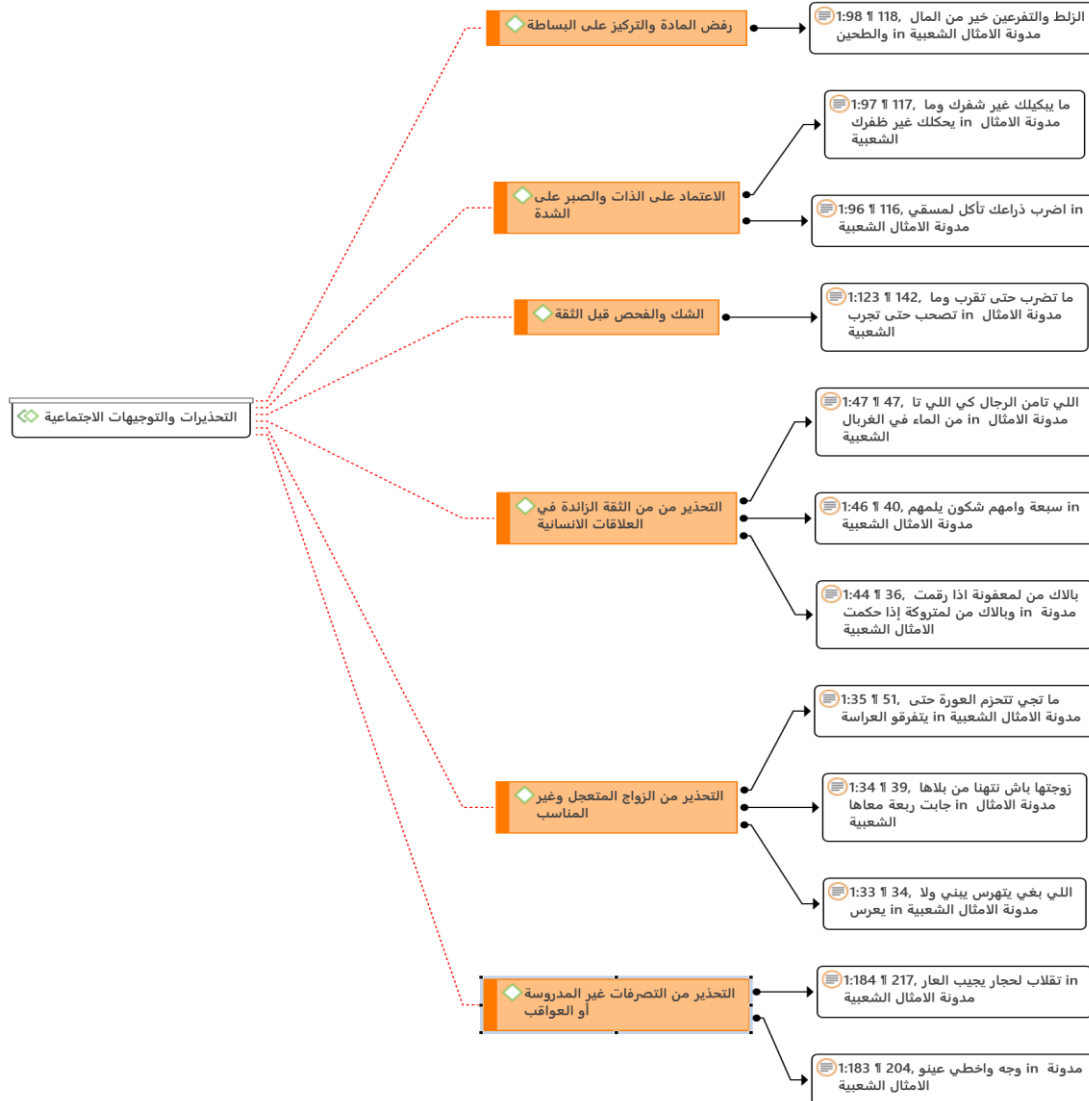 رفض المادة والتركيز على البساطة
1:98 ¶ 118, الزلط والتفرعين خير من المال
والطحين in مدونة الامثال الشعبية
1:97 ¶ 117, ما يبكيلك غير شفرك وما
يحكلك غير ظفرك in مدونة الامثال
الشعبية
الاعتماد على الذات والصبر على
الشدة
1:96 ¶ 116, اضرب ذراعك تأكل لمسقي in
مدونة الامثال الشعبية
الشك والفحص قبل الثقة
1:123 ¶ 142, ما تضرب حتى تقرب وما
تصحب حتى تجرب in مدونة الامثال
الشعبية
التحذيرات والتوجيهات الاجتماعية
1:47 ¶ 47, اللي تامن الرجال كي اللي تا
من الماء في الغربال in مدونة الامثال
الشعبية
التحذير من من الثقة الزائدة في
العلاقات الانسانية
1:46 ¶ 40, سبعة وامهم شكون يلمهم in
مدونة الامثال الشعبية
1:44 ¶ 36, بالاك من لمعفونة اذا رقمت
وبالاك من لمتروكة إذا حكمت in مدونة
الامثال الشعبية
1:35 ¶ 51, ما تجي تتحزم العورة حتى
يتفرقو العراسة in مدونة الامثال الشعبية
التحذير من الزواج المتعجل وغير
المناسب
1:34 ¶ 39, زوجتها باش نتهنا من بلاها
جابت ربعة معاها in مدونة الامثال
الشعبية
1:33 ¶ 34, اللي بغي يتهرس يبني ولا
يعرس in مدونة الامثال الشعبية
التحذير من التصرفات غير المدروسة
أو العواقب
1:184 ¶ 217, تقلاب لحجار يجيب العار in
مدونة الامثال الشعبية
1:183 ¶ 204, وجه واخطي عينو in مدونة
الامثال الشعبية